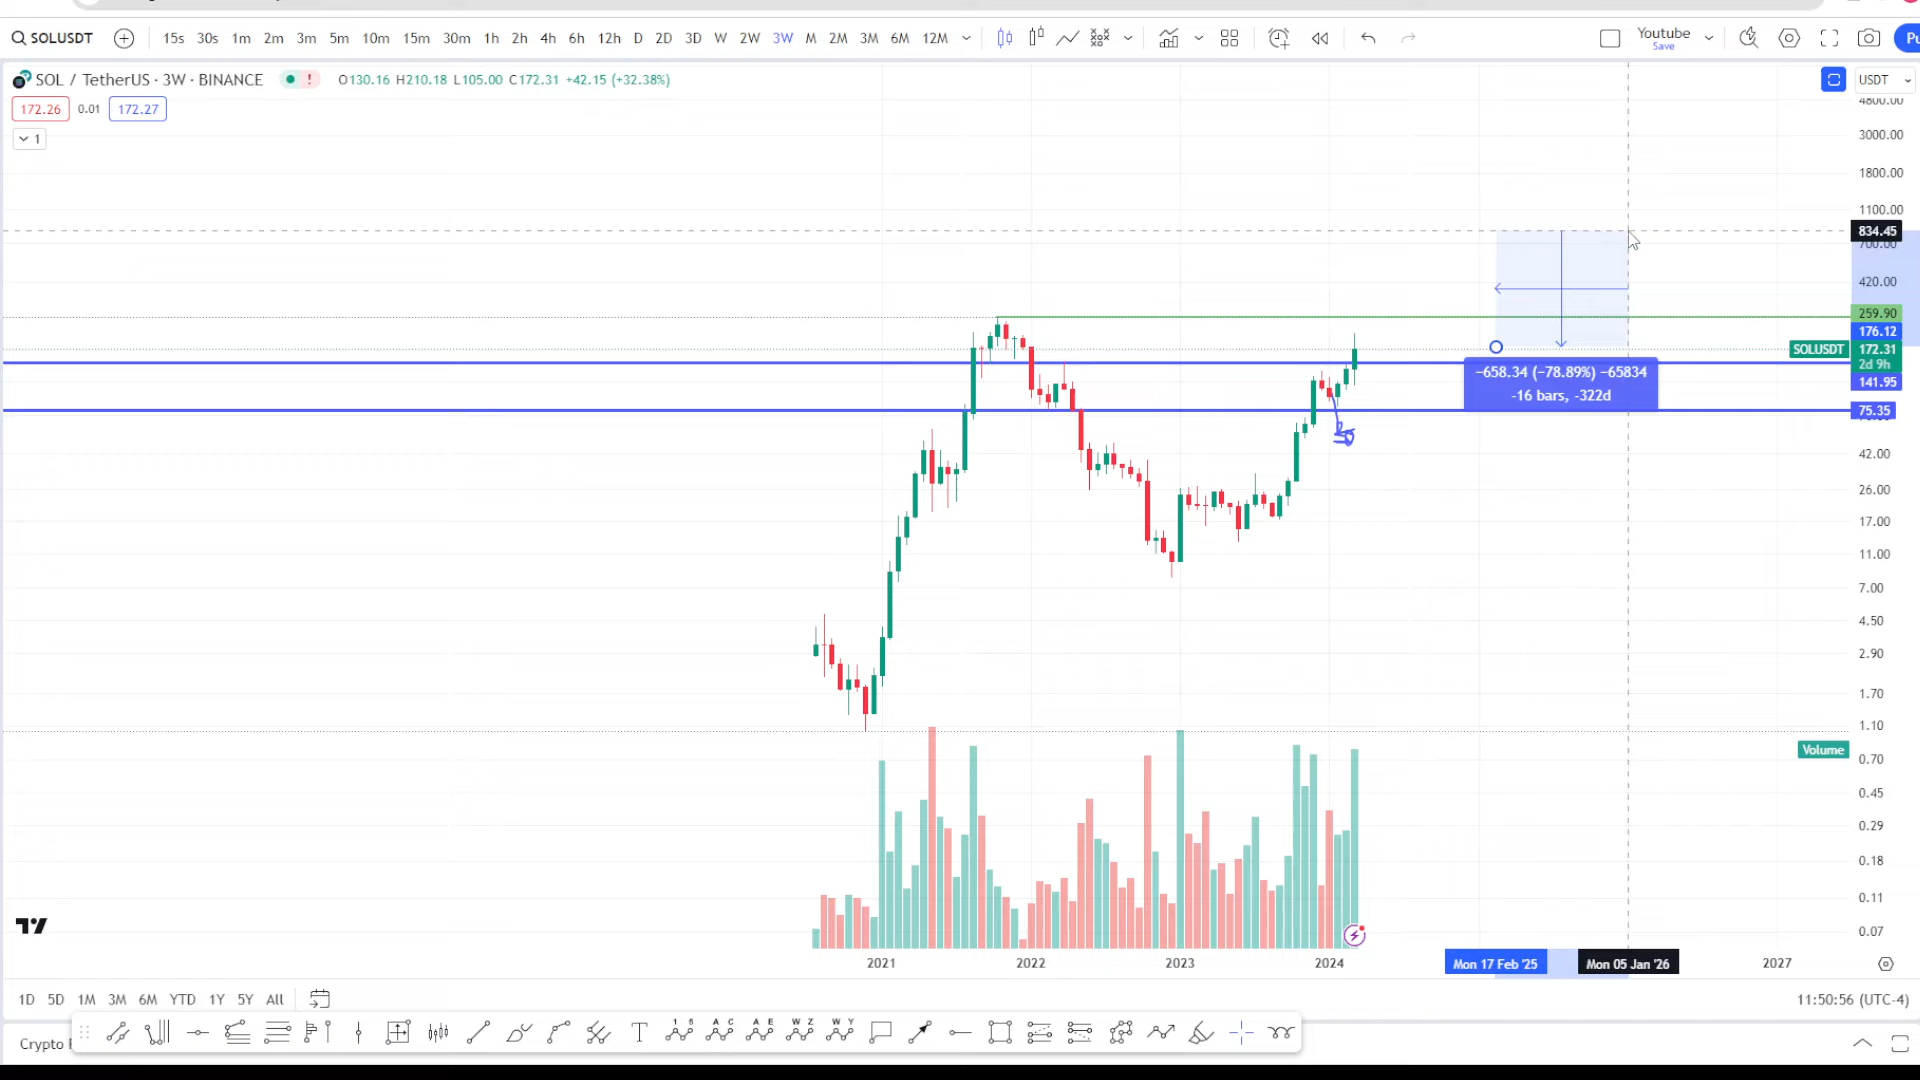 SOLUSDT
15s 30s 1m 2m 3m 5m 10m 15m 30m 1h 2h 4h 6h 12h D 2D 3D W 2W 3W M 2M 3M 6M 12M
Youtube
Save
SOL / TetherUS · 3W · BINANCE
O130.16 H210.18 L105.00 C172.31 +42.15 (+32.38%)
USDT
172.26 0.01 172.27
1
4800.00
3000.00
1800.00
1100.00
834.45
700.00
420.00
259.90
176.12
SOLUSDT 172.31
2d 9h
141.95
75.35
−658.34 (−78.89%) −65834
-16 bars, -322d
50
42.00
26.00
17.00
11.00
7.00
4.50
2.90
1.70
1.10
Volume
0.70
0.45
0.29
0.18
0.11
0.07
2021 2022 2023 2024 Mon 17 Feb '25 Mon 05 Jan '26 2027
1D 5D 1M 3M 6M YTD 1Y 5Y All
11:50:56 (UTC-4)
Crypto